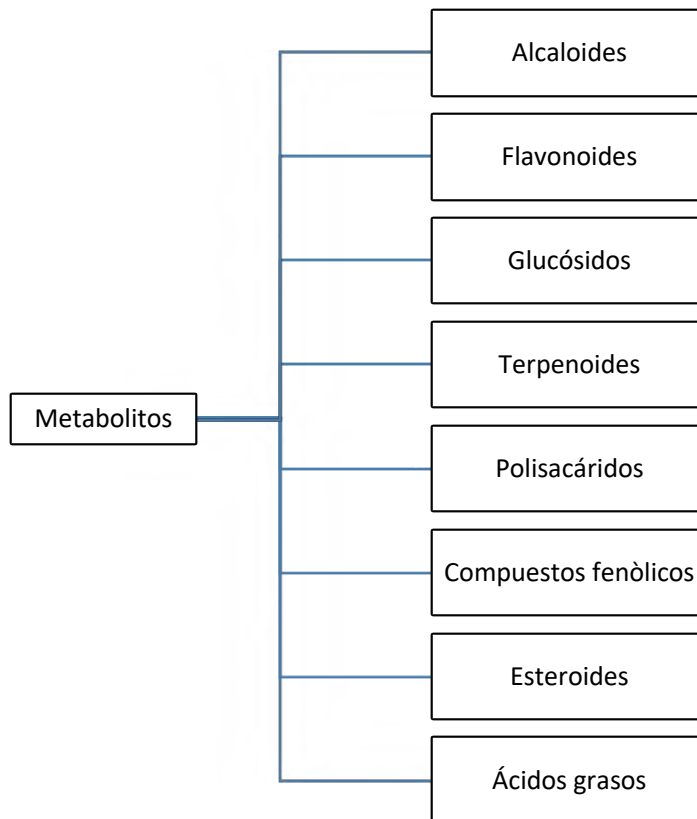 Alcaloides
Flavonoides
Glucósidos
Terpenoides
Metabolitos
Polisacáridos
Compuestos fenòlicos
Esteroides
Ácidos grasos